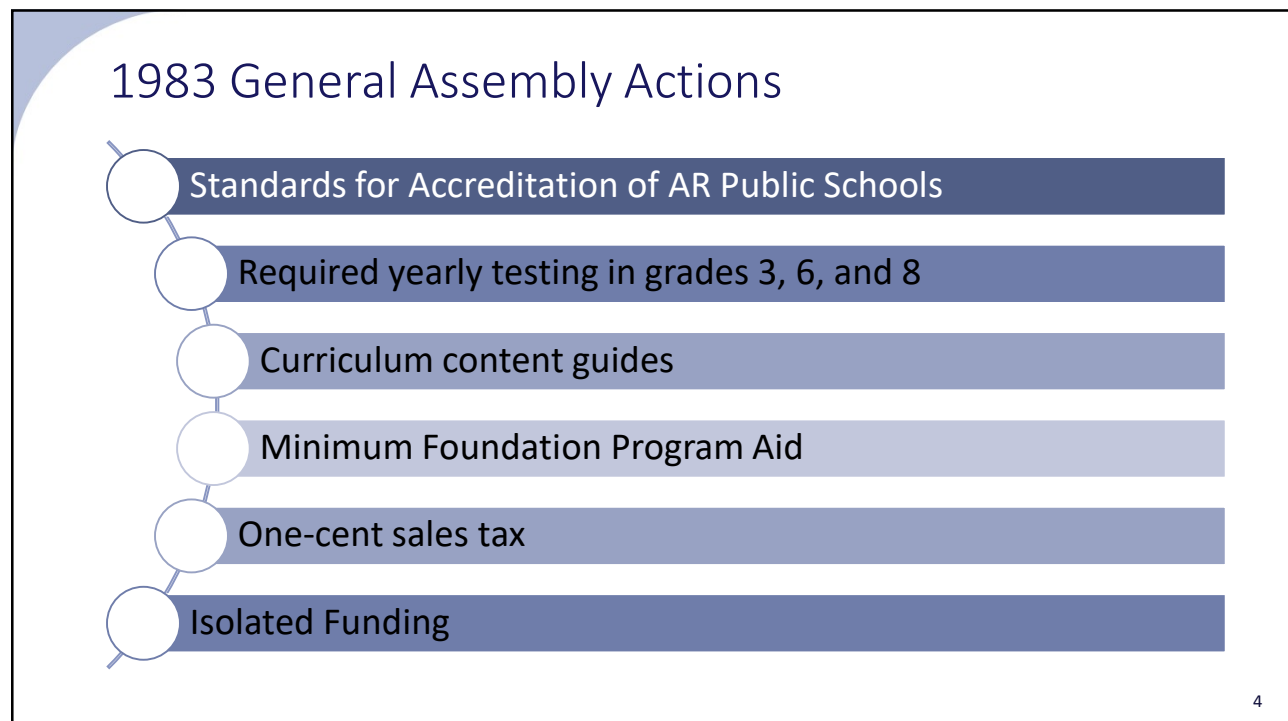 1983 General Assembly Actions
Standards for Accreditation of AR Public Schools
Required yearly testing in grades 3, 6, and 8
Curriculum content guides
Minimum Foundation Program Aid
One-cent sales tax
Isolated Funding
4